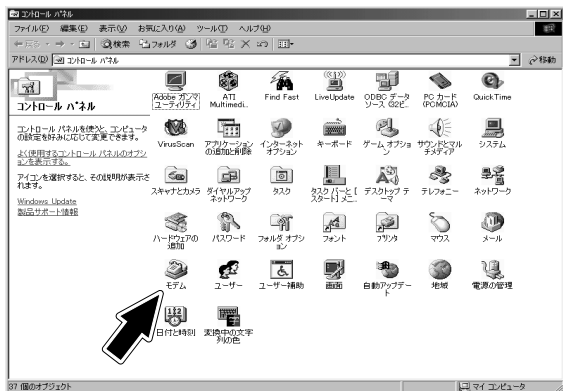 コントロール パネル
ファイル(F) 編集(E) 表示(V) お気に入り(A) ツール(T) ヘルプ(H)
戻る 検索 フォルダ
アドレス(D) コントロール パネル 移動
コントロール パネル
コントロール パネルを使うと、コンピュータの設定を好みに応じて変更できます。
よく使用するコントロール パネルのオプションを表示する。
アイコンを選択すると、その説明が表示されます。
Windows Update
製品サポート情報
Adobe ガンマ ユーティリティ
ATI Multimedi..
Find Fast
LiveUpdate
ODBC データ ソース (32ビ..
PC カード (PCMCIA)
QuickTime
VirusScan
アプリケーションの追加と削除
インターネット オプション
キーボード
ゲーム オプション
サウンドとマルチメディア
システム
スキャナとカメラ
ダイヤルアップ ネットワーク
タスク
タスク バーと [スタート] メニ..
デスクトップ テーマ
テレフォニー
ネットワーク
ハードウェアの追加
パスワード
フォルダ オプション
フォント
プリンタ
マウス
メール
モデム
ユーザー
ユーザー補助
画面
自動アップデート
地域
電源の管理
日付と時刻
変換中の文字列の色
37 個のオブジェクト
マイ コンピュータ